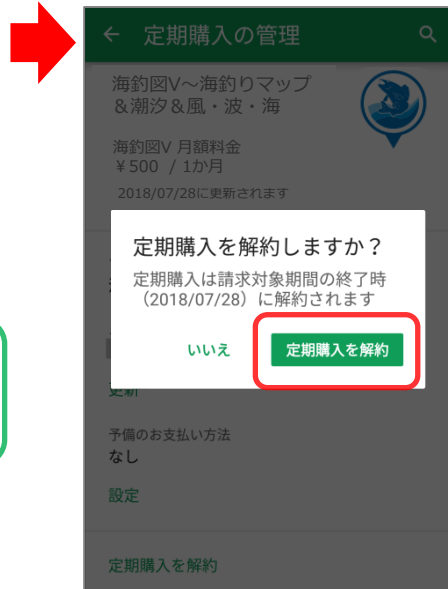 定期購入の管理
海釣図V~海釣りマップ
&潮汐&風・波・海
海釣図V 月額料金
¥500 / 1か月
2018/07/28に更新されます
定期購入を解約しますか?
定期購入は請求対象期間の終了時
(2018/07/28)に解約されます
いいえ
定期購入を解約
更新
予備のお支払い方法
なし
設定
定期購入を解約